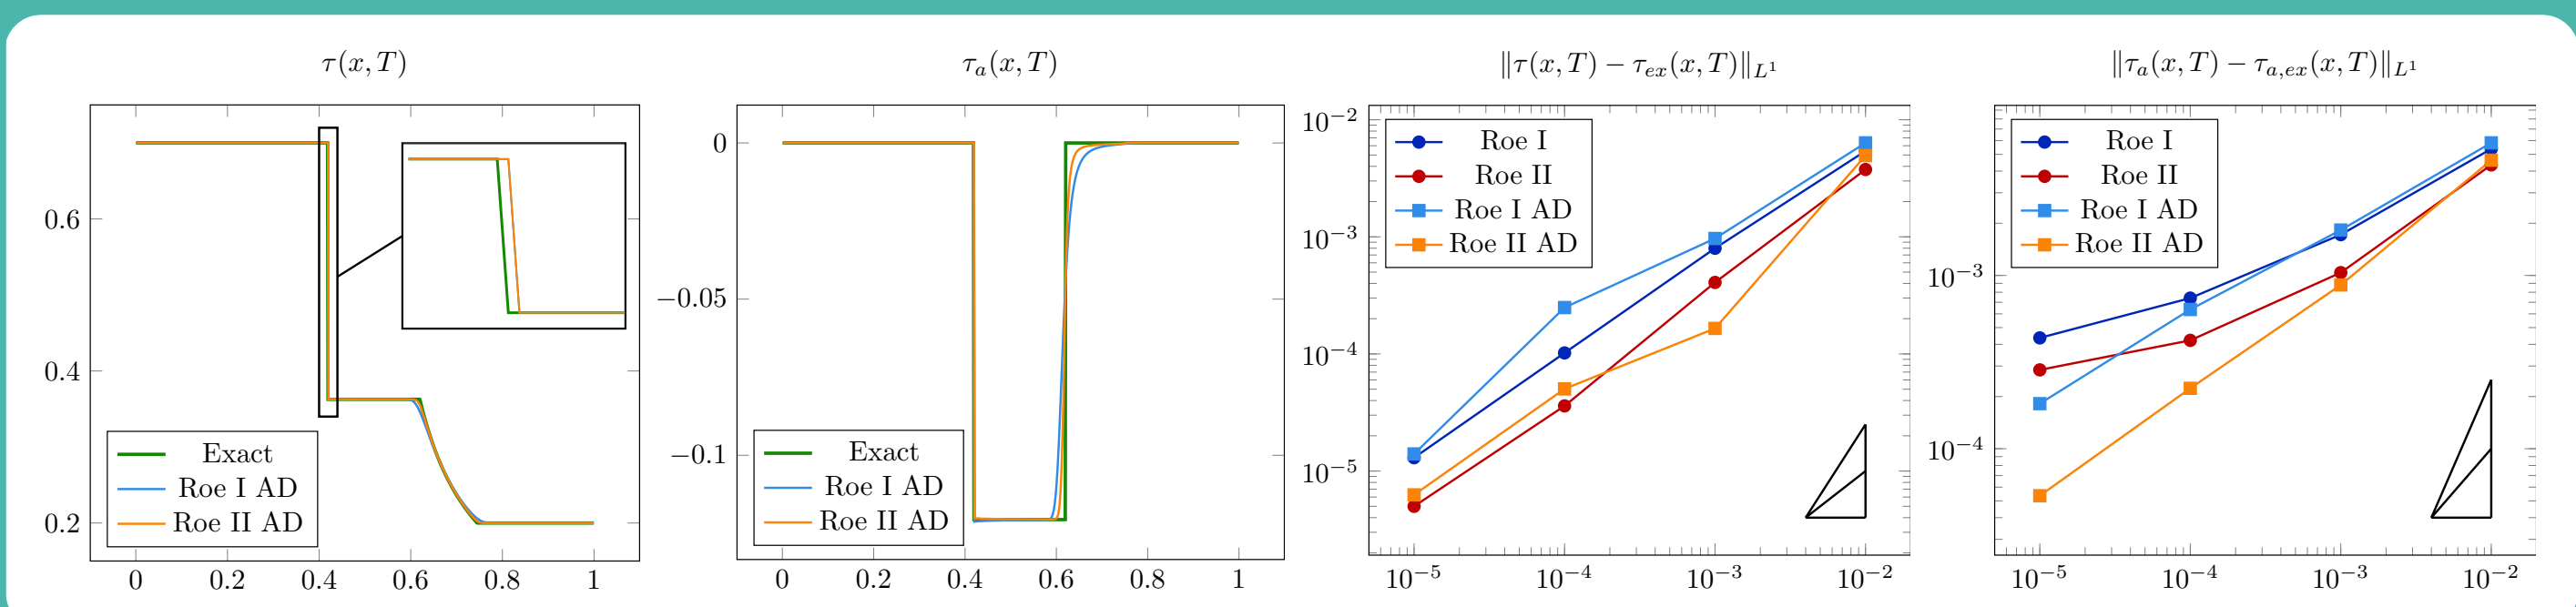 τ(x, T)
0.6
0.4
0.2
Exact
Roe I AD
Roe II AD
0 0.2 0.4 0.6 0.8 1
τₐ(x, T)
0
−0.05
−0.1
Exact
Roe I AD
Roe II AD
0 0.2 0.4 0.6 0.8 1
‖τ(x, T) − τ_{ex}(x, T)‖_{L^1}
10^{−2}
10^{−3}
10^{−4}
10^{−5}
Roe I
Roe II
Roe I AD
Roe II AD
10^{−5} 10^{−4} 10^{−3} 10^{−2}
‖τ_a(x, T) − τ_{a,ex}(x, T)‖_{L^1}
10^{−3}
10^{−4}
Roe I
Roe II
Roe I AD
Roe II AD
10^{−5} 10^{−4} 10^{−3} 10^{−2}